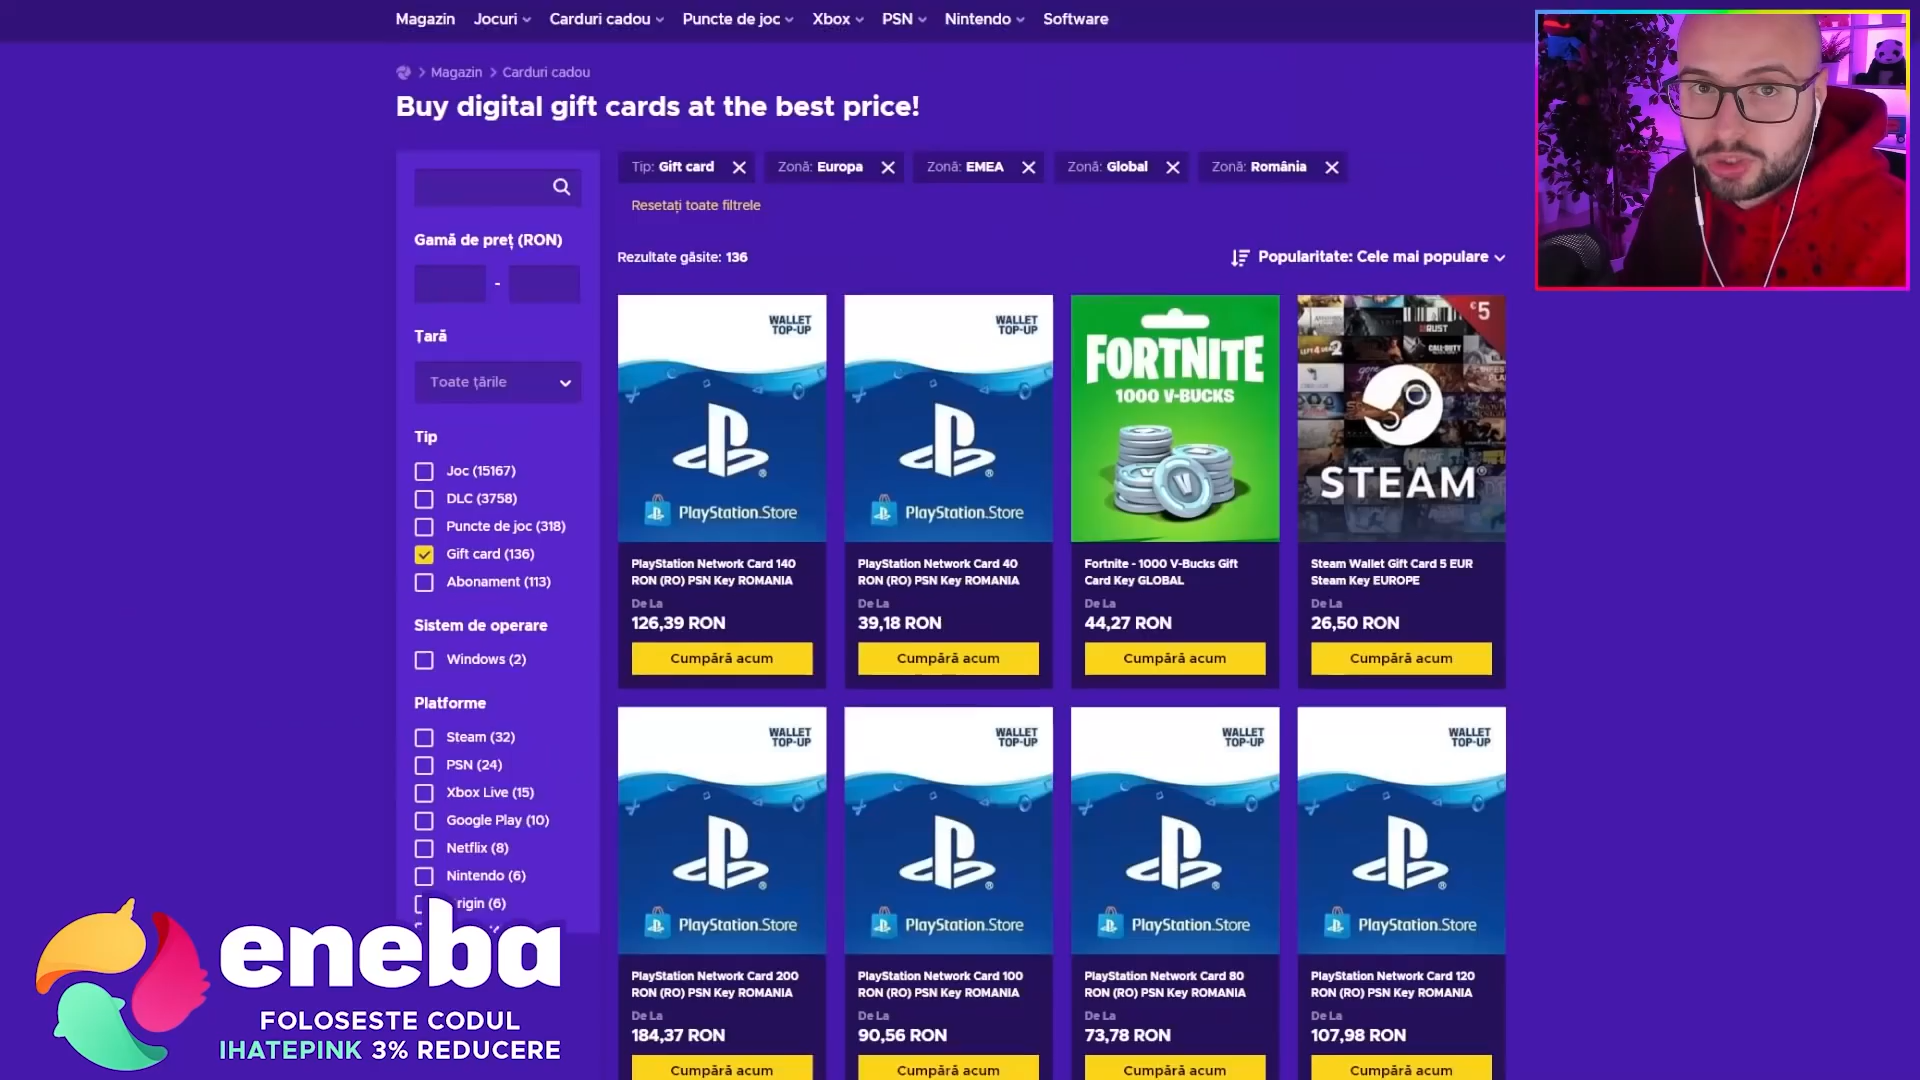 Magazin Jocuri Carduri cadou Puncte de joc Xbox PSN Nintendo Software
Magazin Carduri cadou
Buy digital gift cards at the best price!
Tip: Gift card Zonă: Europa Zonă: EMEA Zonă: Global Zonă: România
Resetați toate filtrele
Gamă de preț (RON)
-
Țară
Toate țările
Tip
Joc (15167)
DLC (3758)
Puncte de joc (318)
Gift card (136)
Abonament (113)
Sistem de operare
Windows (2)
Platforme
Steam (32)
PSN (24)
Xbox Live (15)
Google Play (10)
Netflix (8)
Nintendo (6)
rigin (6)
Rezultate găsite: 136
Popularitate: Cele mai populare
WALLET
TOP-UP
PlayStation.Store
PlayStation Network Card 140
RON (RO) PSN Key ROMANIA
De La
126,39 RON
Cumpără acum
WALLET
TOP-UP
PlayStation.Store
PlayStation Network Card 40
RON (RO) PSN Key ROMANIA
De La
39,18 RON
Cumpără acum
FORTNITE
1000 V-BUCKS
Fortnite - 1000 V-Bucks Gift
Card Key GLOBAL
De La
44,27 RON
Cumpără acum
€5
RUST
CALL·DUTY
STEAM®
Steam Wallet Gift Card 5 EUR
Steam Key EUROPE
De La
26,50 RON
Cumpără acum
WALLET
TOP-UP
PlayStation.Store
PlayStation Network Card 200
RON (RO) PSN Key ROMANIA
De La
184,37 RON
Cumpără acum
WALLET
TOP-UP
PlayStation.Store
PlayStation Network Card 100
RON (RO) PSN Key ROMANIA
De La
90,56 RON
Cumpără acum
WALLET
TOP-UP
PlayStation.Store
PlayStation Network Card 80
RON (RO) PSN Key ROMANIA
De La
73,78 RON
Cumpără acum
WALLET
TOP-UP
PlayStation.Store
PlayStation Network Card 120
RON (RO) PSN Key ROMANIA
De La
107,98 RON
Cumpără acum
eneba
FOLOSESTE CODUL
IHATEPINK 3% REDUCERE